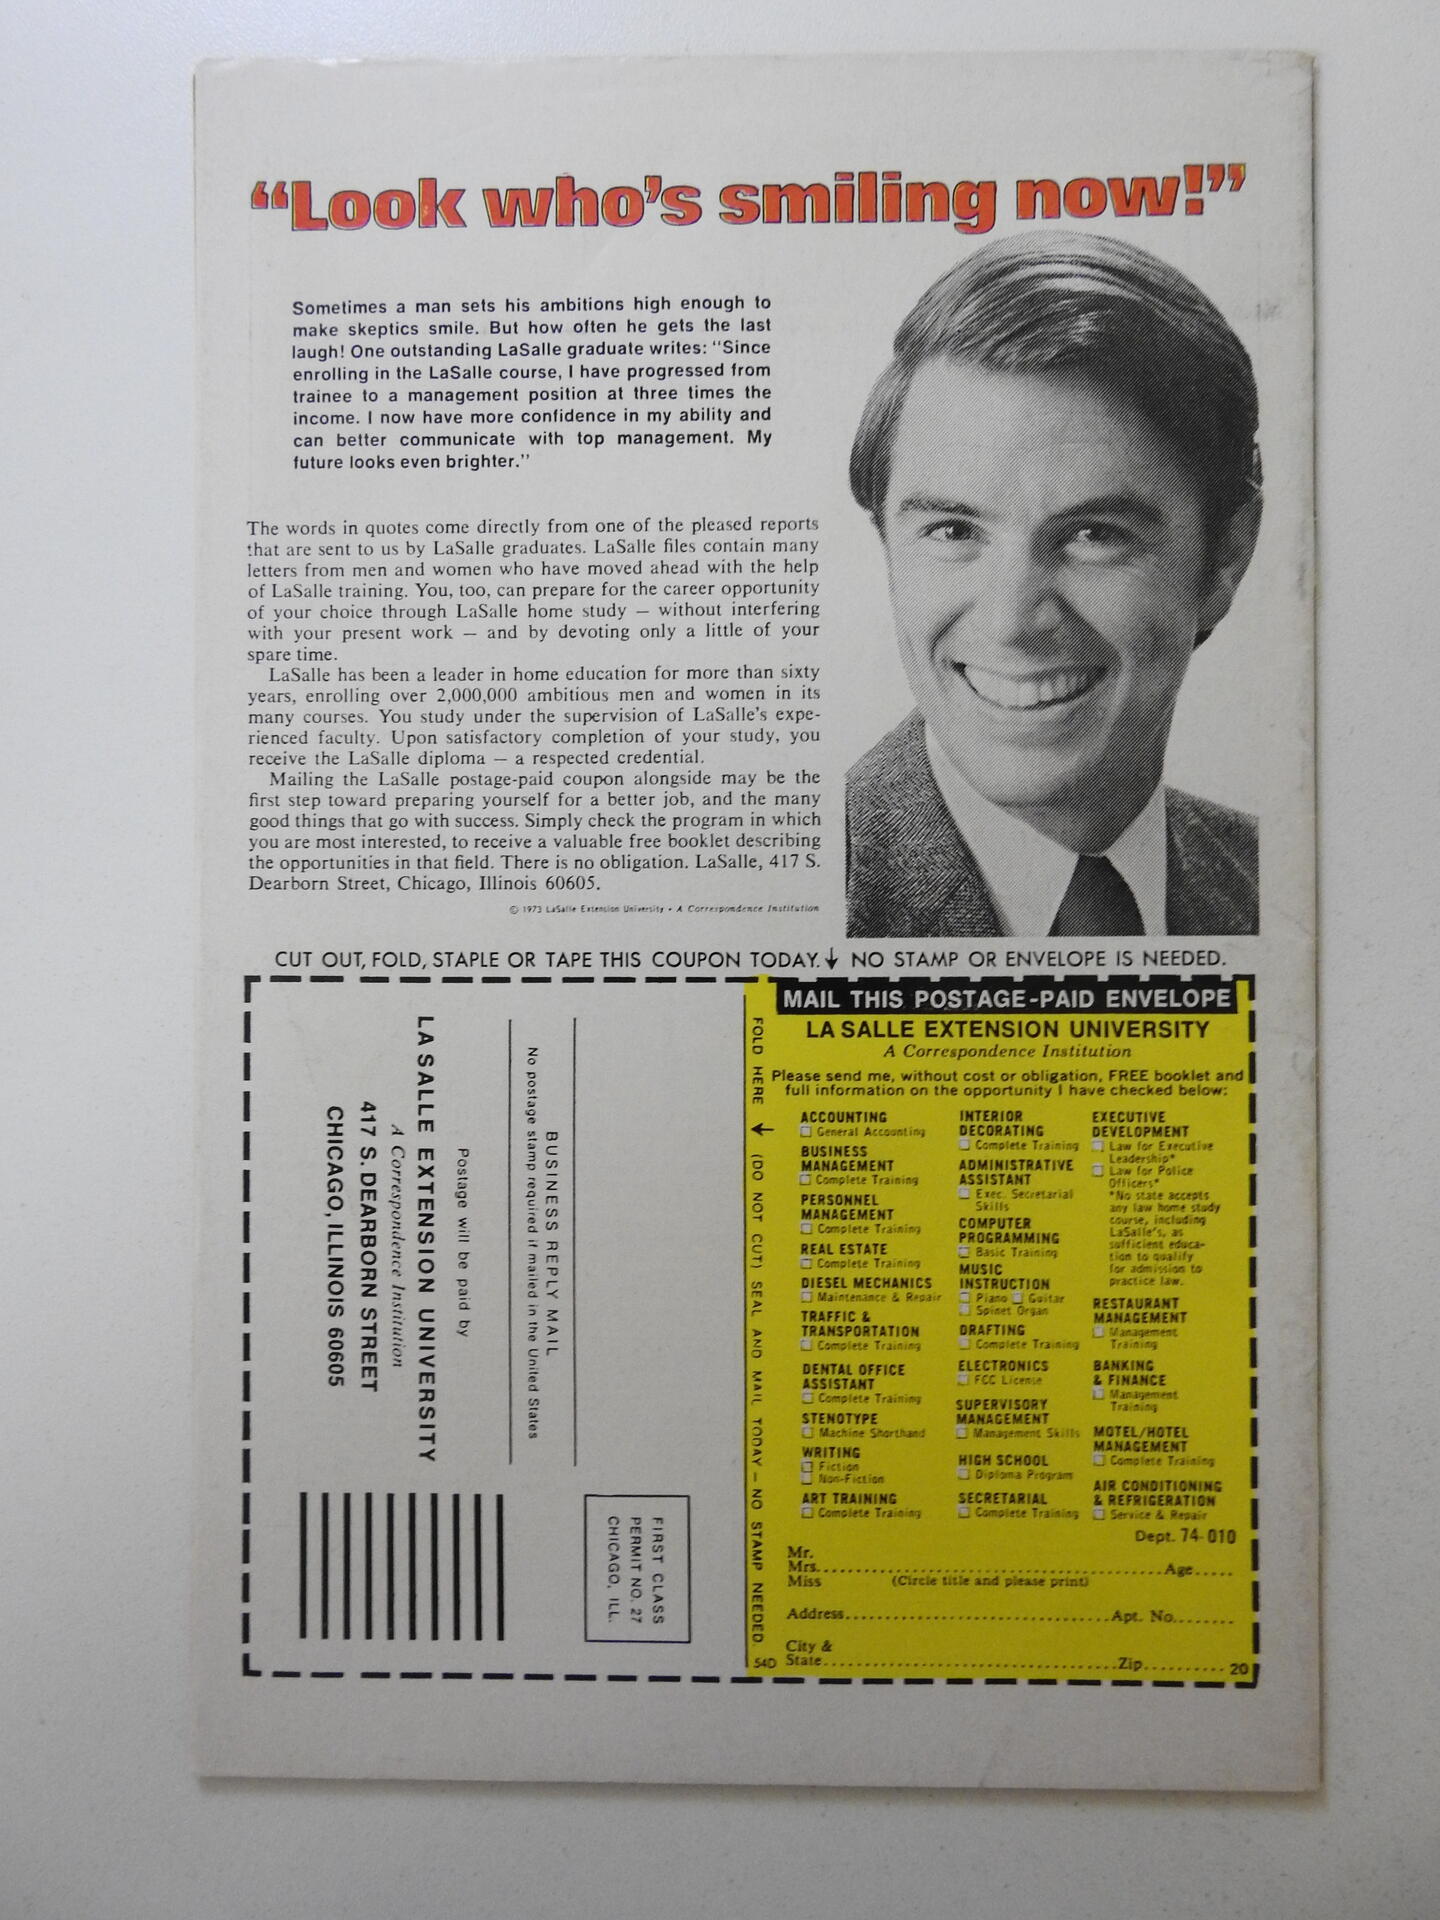 “Look who’s smiling now!”
Sometimes a man sets his ambitions high enough to
make skeptics smile. But how often he gets the last
laugh! One outstanding LaSalle graduate writes: “Since
enrolling in the LaSalle course, I have progressed from
trainee to a management position at three times the
income. I now have more confidence in my ability and
can better communicate with top management. My
future looks even brighter.”
The words in quotes come directly from one of the pleased reports
that are sent to us by LaSalle graduates. LaSalle files contain many
letters from men and women who have moved ahead with the help
of LaSalle training. You, too, can prepare for the career opportunity
of your choice through LaSalle home study — without interfering
with your present work — and by devoting only a little of your
spare time.
LaSalle has been a leader in home education for more than sixty
years, enrolling over 2,000,000 ambitious men and women in its
many courses. You study under the supervision of LaSalle’s expe-
rienced faculty. Upon satisfactory completion of your study, you
receive the LaSalle diploma — a respected credential.
Mailing the LaSalle postage-paid coupon alongside may be the
first step toward preparing yourself for a better job, and the many
good things that go with success. Simply check the program in which
you are most interested, to receive a valuable free booklet describing
the opportunities in that field. There is no obligation. LaSalle, 417 S.
Dearborn Street, Chicago, Illinois 60605.
© 1973 LaSalle Extension University • A Correspondence Institution
CUT OUT, FOLD, STAPLE OR TAPE THIS COUPON TODAY. ↓ NO STAMP OR ENVELOPE IS NEEDED.
FIRST CLASS
PERMIT NO. 27
CHICAGO, ILL.
BUSINESS REPLY MAIL
No postage stamp required if mailed in the United States
Postage will be paid by
LA SALLE EXTENSION UNIVERSITY
A Correspondence Institution
417 S. DEARBORN STREET
CHICAGO, ILLINOIS 60605
FOLD HERE ← (DO NOT CUT) SEAL AND MAIL TODAY — NO STAMP NEEDED.
MAIL THIS POSTAGE-PAID ENVELOPE
LA SALLE EXTENSION UNIVERSITY
A Correspondence Institution
Please send me, without cost or obligation, FREE booklet and
full information on the opportunity I have checked below:
ACCOUNTING
☐ General Accounting
BUSINESS
MANAGEMENT
☐ Complete Training
PERSONNEL
MANAGEMENT
☐ Complete Training
REAL ESTATE
☐ Complete Training
DIESEL MECHANICS
☐ Maintenance & Repair
TRAFFIC &
TRANSPORTATION
☐ Complete Training
DENTAL OFFICE
ASSISTANT
☐ Complete Training
STENOTYPE
☐ Machine Shorthand
WRITING
☐ Fiction
☐ Non-Fiction
ART TRAINING
☐ Complete Training
INTERIOR
DECORATING
☐ Complete Training
ADMINISTRATIVE
ASSISTANT
☐ Exec. Secretarial
Skills
COMPUTER
PROGRAMMING
☐ Basic Training
MUSIC
INSTRUCTION
☐ Piano ☐ Guitar
☐ Spinet Organ
DRAFTING
☐ Complete Training
ELECTRONICS
☐ FCC License
SUPERVISORY
MANAGEMENT
☐ Management Skills
HIGH SCHOOL
☐ Diploma Program
SECRETARIAL
☐ Complete Training
EXECUTIVE
DEVELOPMENT
☐ Law for Executive
Leadership*
☐ Law for Police
Officers*
*No state accepts
any law home study
course, including
LaSalle's, as
sufficient educa-
tion to qualify
for admission to
practice law.
RESTAURANT
MANAGEMENT
☐ Management
Training
BANKING
& FINANCE
☐ Management
Training
MOTEL/HOTEL
MANAGEMENT
☐ Complete Training
AIR CONDITIONING
& REFRIGERATION
☐ Service & Repair
Dept. 74-010
Mr.
Mrs. Age
Miss (Circle title and please print)
Address Apt. No.
City &
State Zip 20
54D